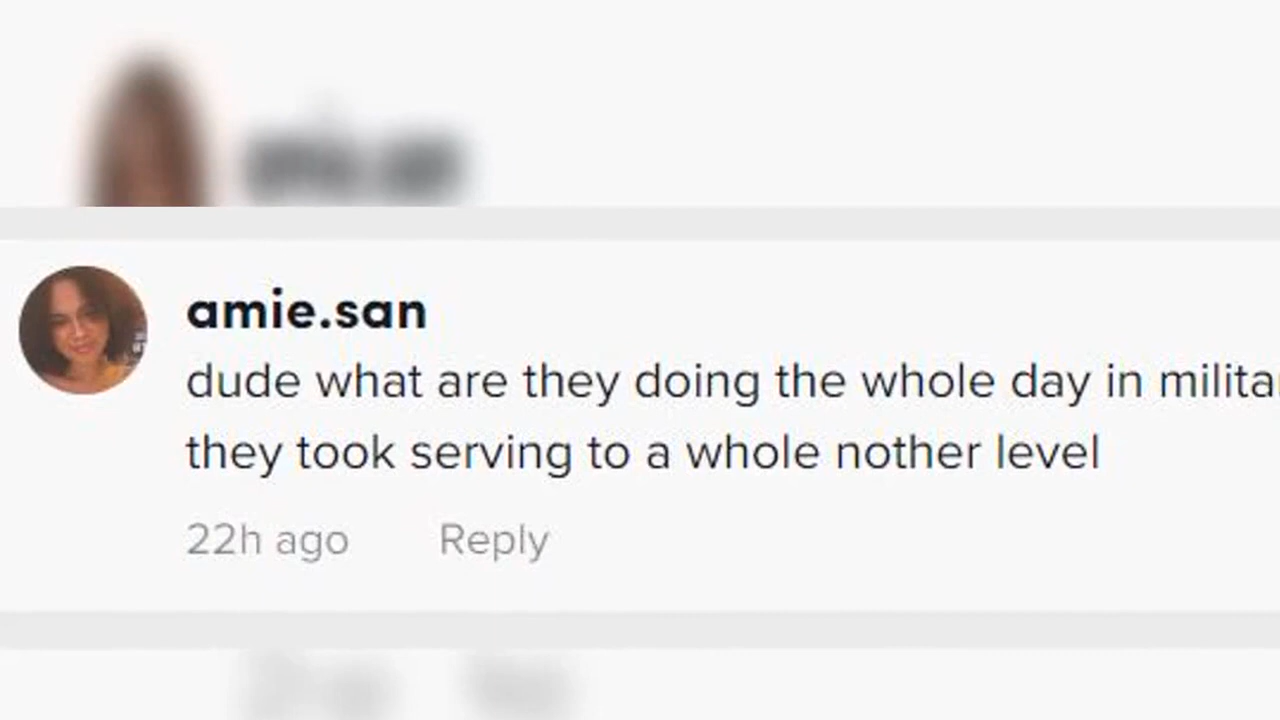 amie.san
dude what are they doing the whole day in
they took serving to a whole nother level
22h ago Reply